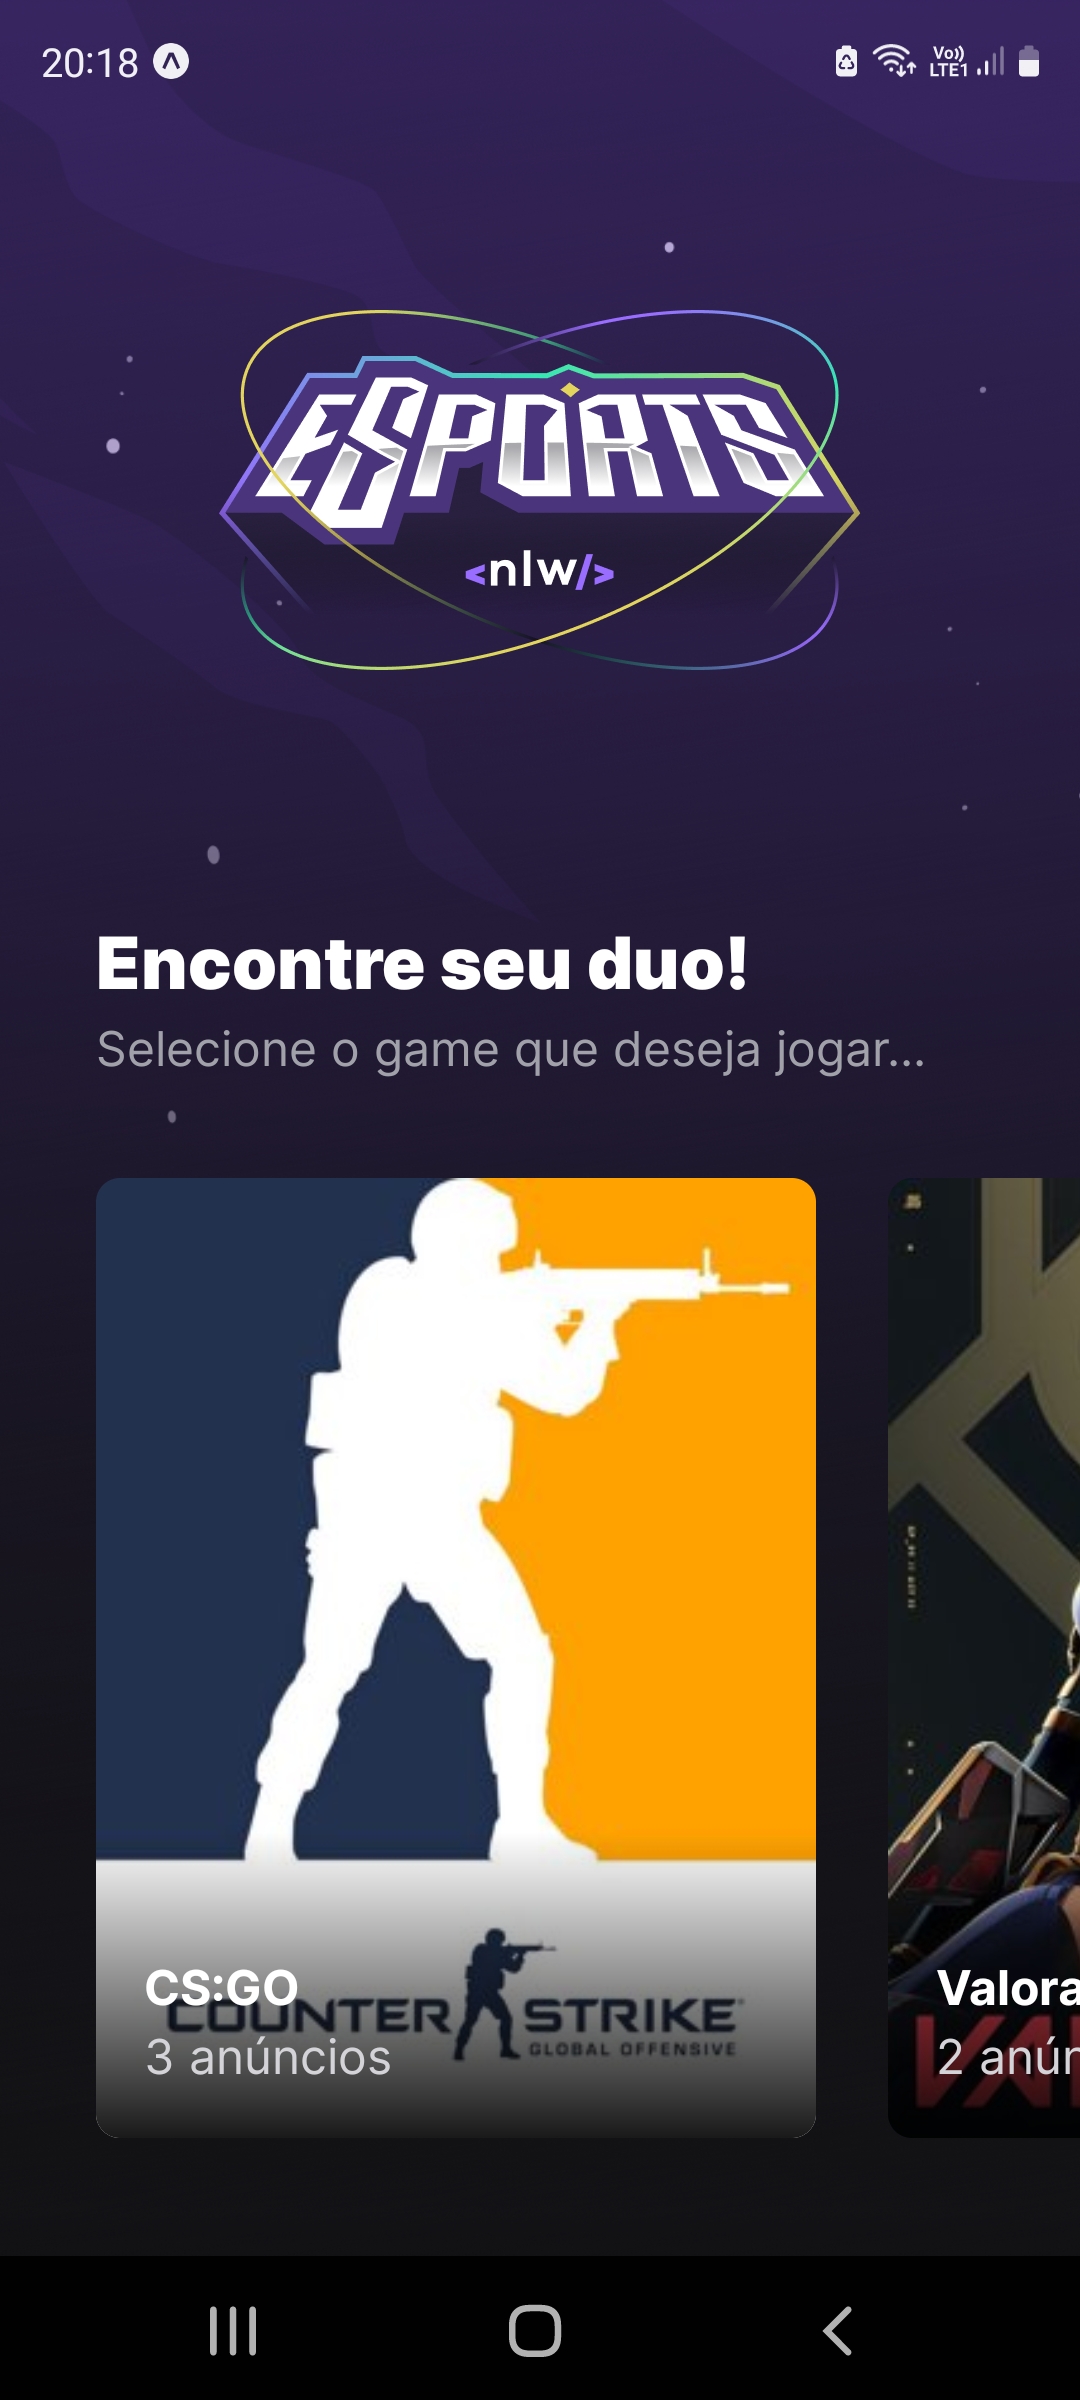 20:18
Vo))
LTE1
ESPORTS
<nlw/>
Encontre seu duo!
Selecione o game que deseja jogar...
CS:GO
COUNTER STRIKE
GLOBAL OFFENSIVE
3 anúncios
Valora
2 anún
VA